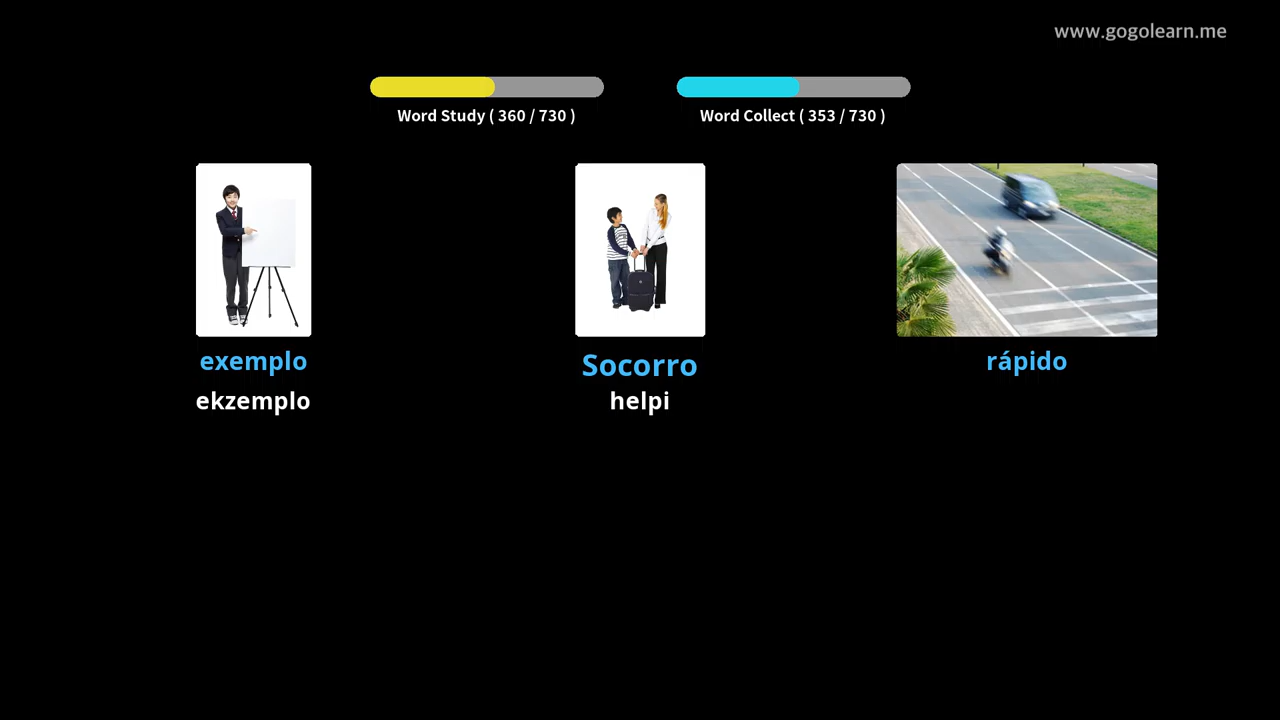 www.gogolearn.me
Word Study ( 360 / 730 )
Word Collect ( 353 / 730 )
exemplo
ekzemplo
Socorro
helpi
rápido